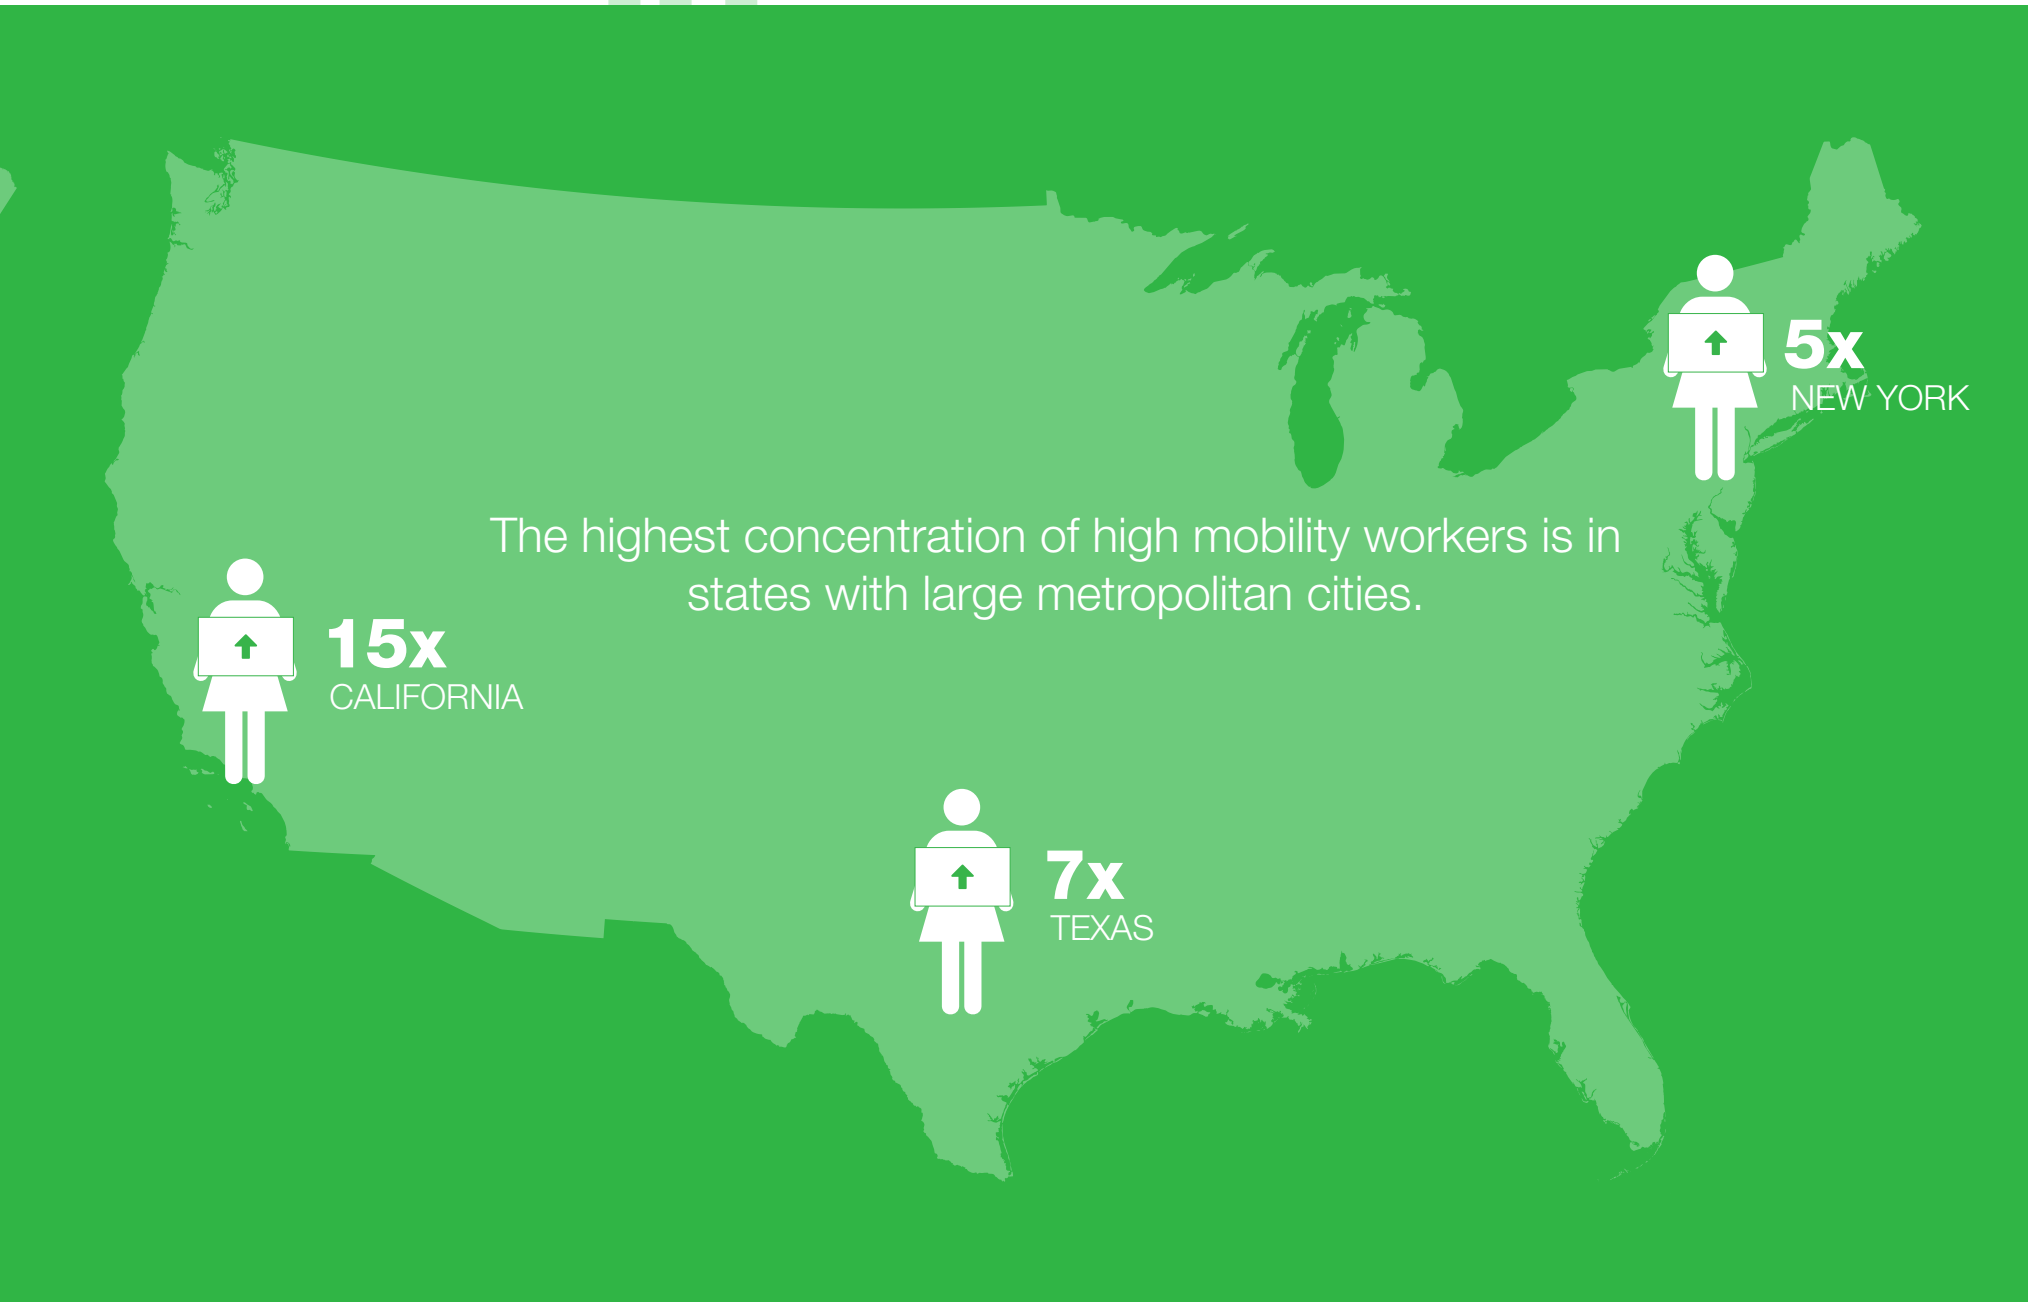 5x
NEW YORK
The highest concentration of high mobility workers is in
states with large metropolitan cities.
15x
CALIFORNIA
7x
TEXAS